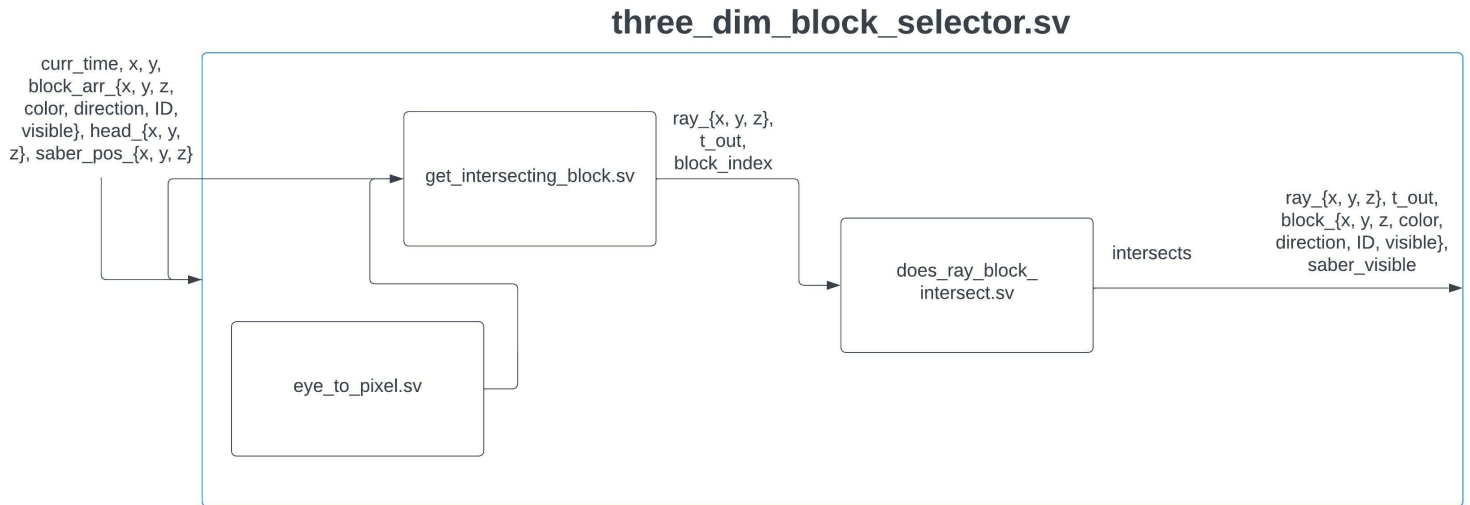 three_dim_block_selector.sv
curr_time, x, y,
block_arr_{x, y, z,
color, direction, ID,
visible}, head_{x, y,
z}, saber_pos_{x, y, z}
get_intersecting_block.sv
ray_{x, y, z},
t_out,
block_index
does_ray_block_
intersect.sv
intersects
ray_{x, y, z}, t_out,
block_{x, y, z, color,
direction, ID, visible},
saber_visible
eye_to_pixel.sv